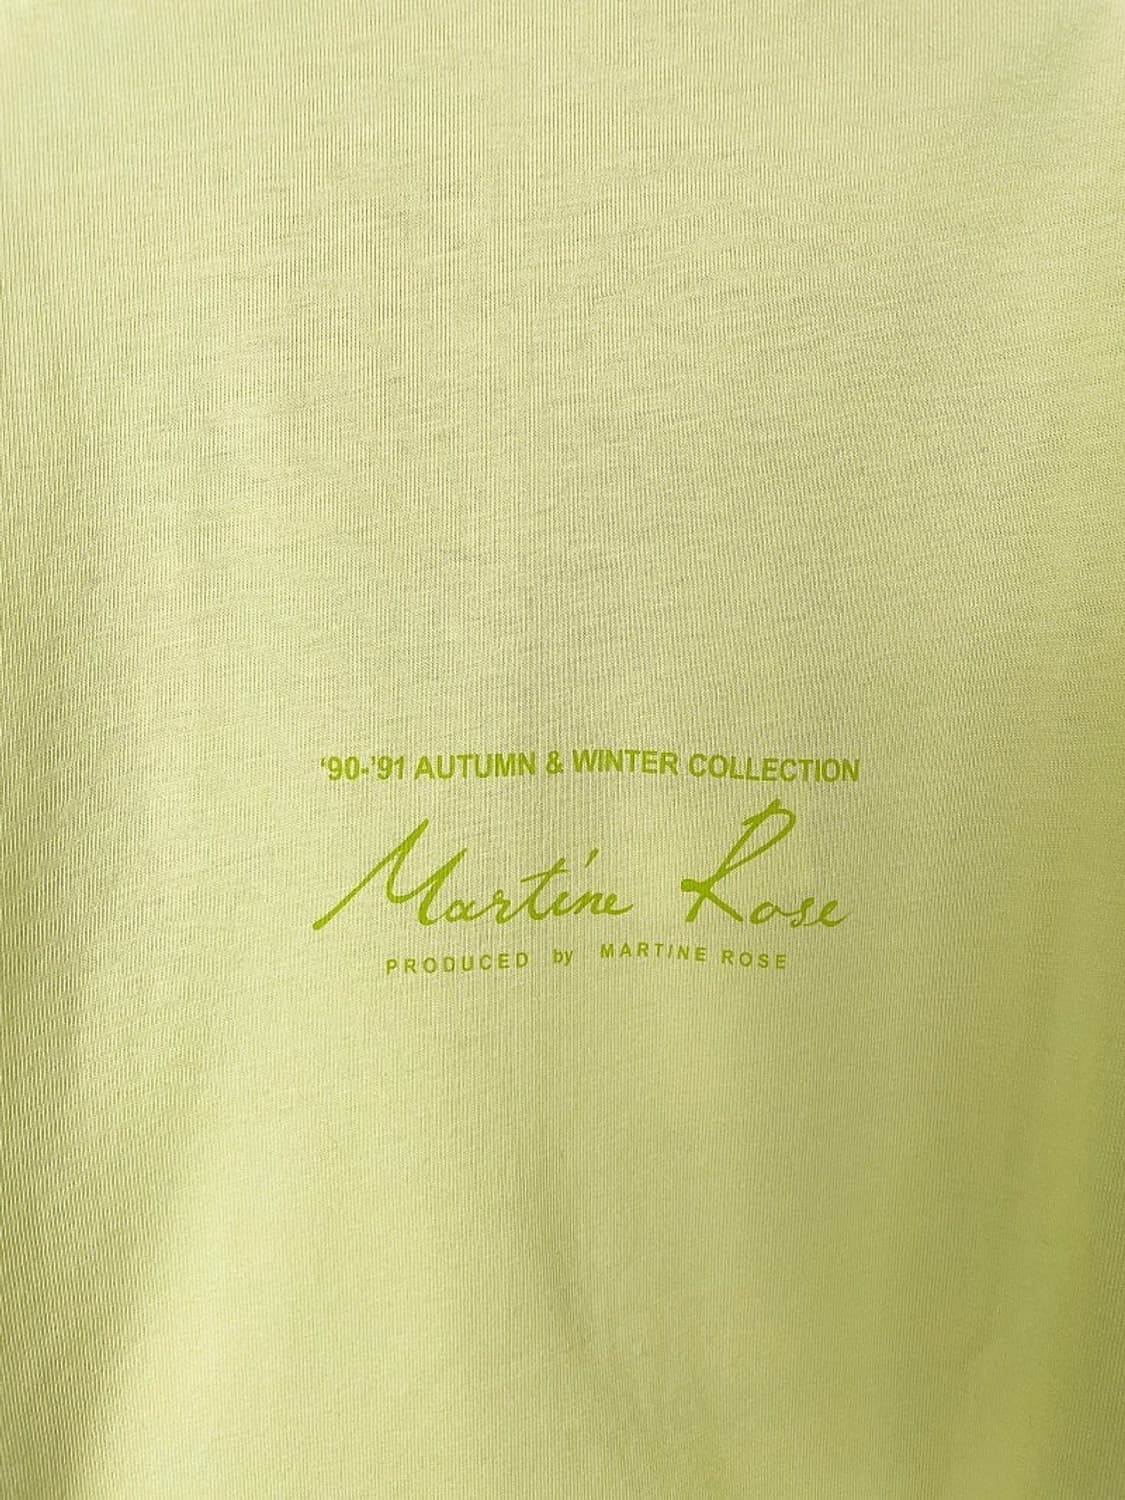 ‘90-’91 AUTUMN & WINTER COLLECTION
Martine Rose
PRODUCED by MARTINE ROSE